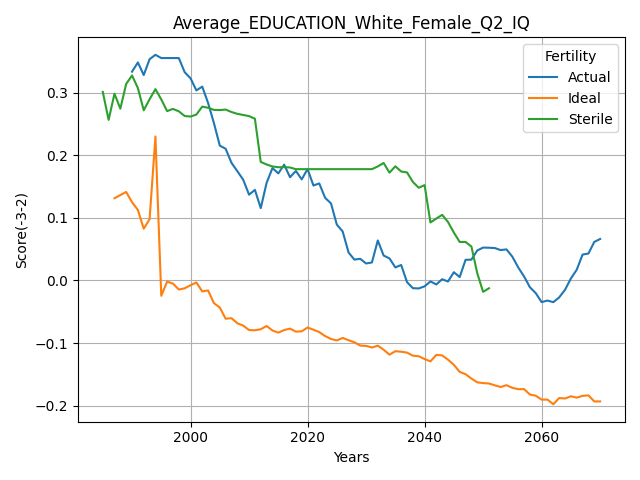 Average_EDUCATION_White_Female_Q2_IQ
Fertility
Actual
Ideal
Sterile
Score(-3-2)
0.3
0.2
0.1
0.0
−0.1
−0.2
2000
2020
2040
2060
Years